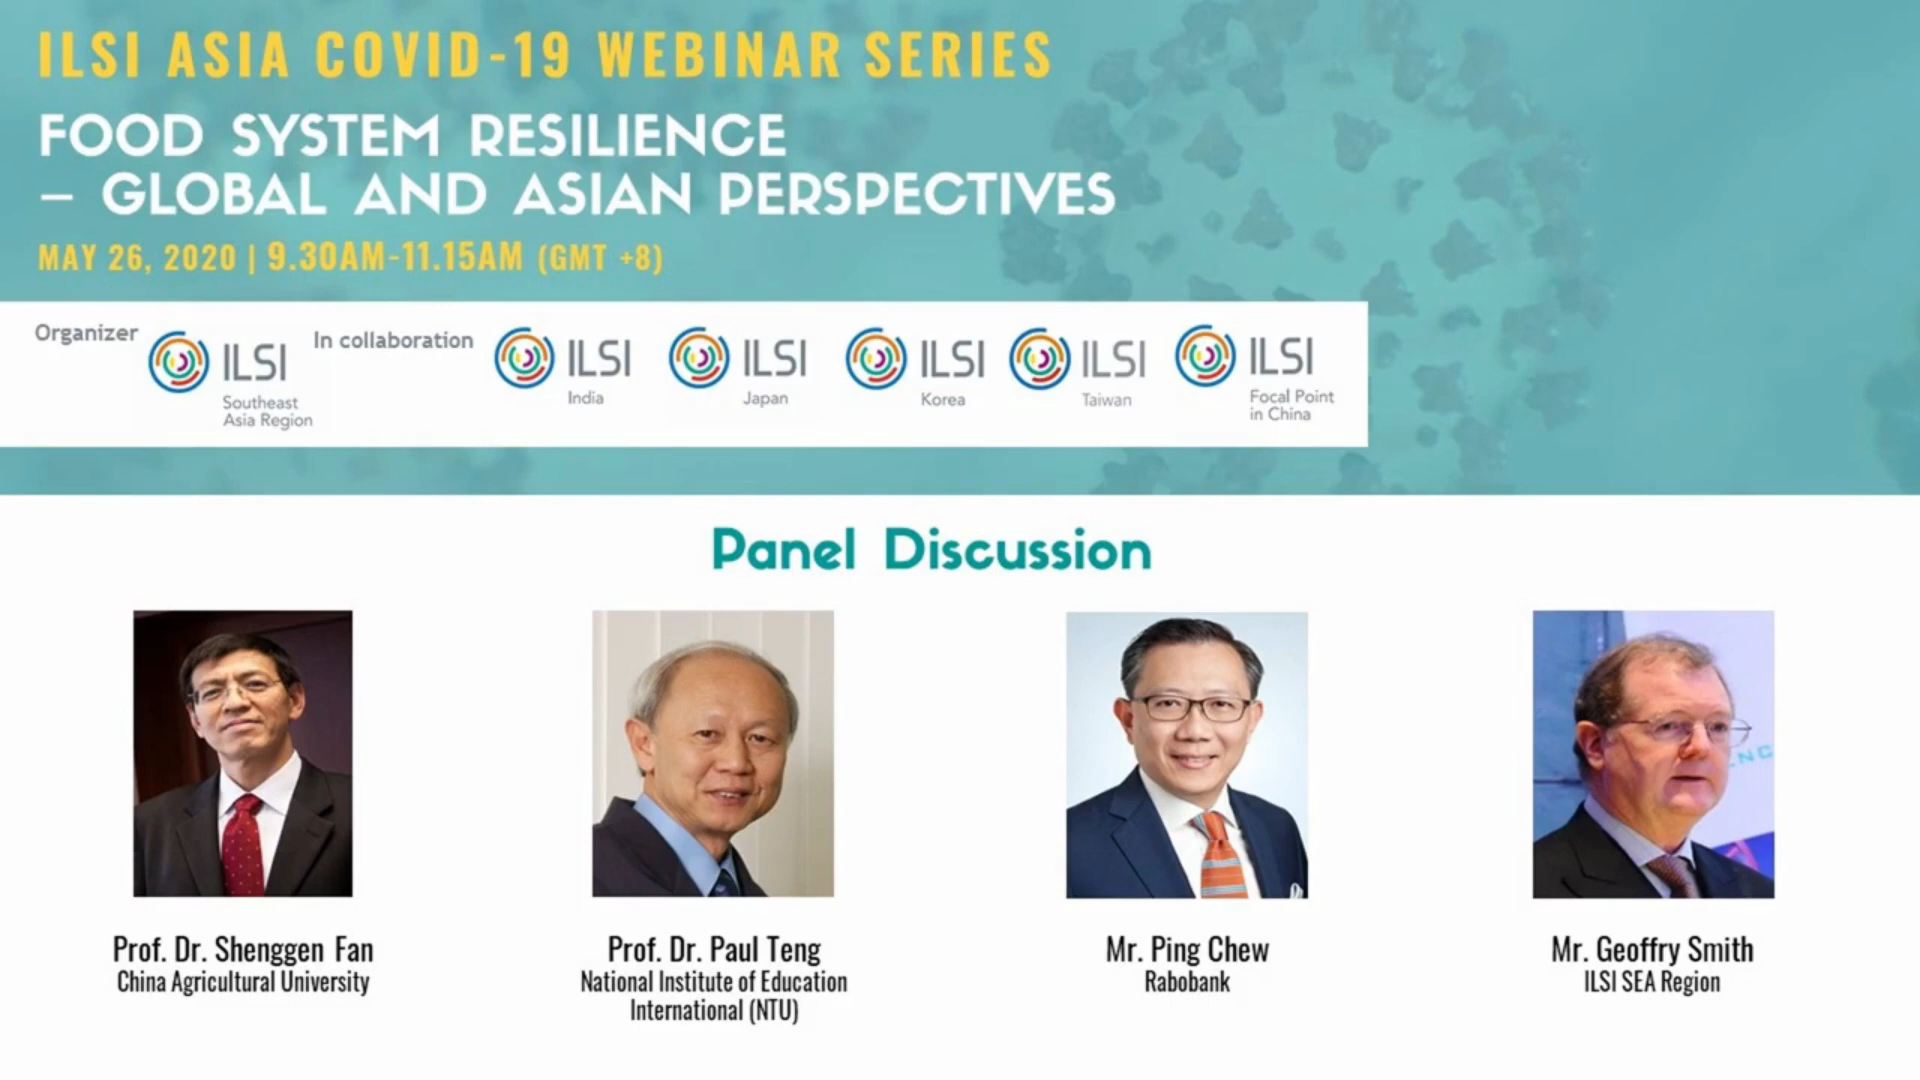 ILSI ASIA COVID-19 WEBINAR SERIES
FOOD SYSTEM RESILIENCE
– GLOBAL AND ASIAN PERSPECTIVES
MAY 26, 2020 | 9.30AM-11.15AM (GMT +8)
Organizer
ILSI
Southeast
Asia Region
In collaboration
ILSI
India
ILSI
Japan
ILSI
Korea
ILSI
Taiwan
ILSI
Focal Point
in China
Panel Discussion
Prof. Dr. Shenggen Fan
China Agricultural University
Prof. Dr. Paul Teng
National Institute of Education
International (NTU)
Mr. Ping Chew
Rabobank
Mr. Geoffry Smith
ILSI SEA Region